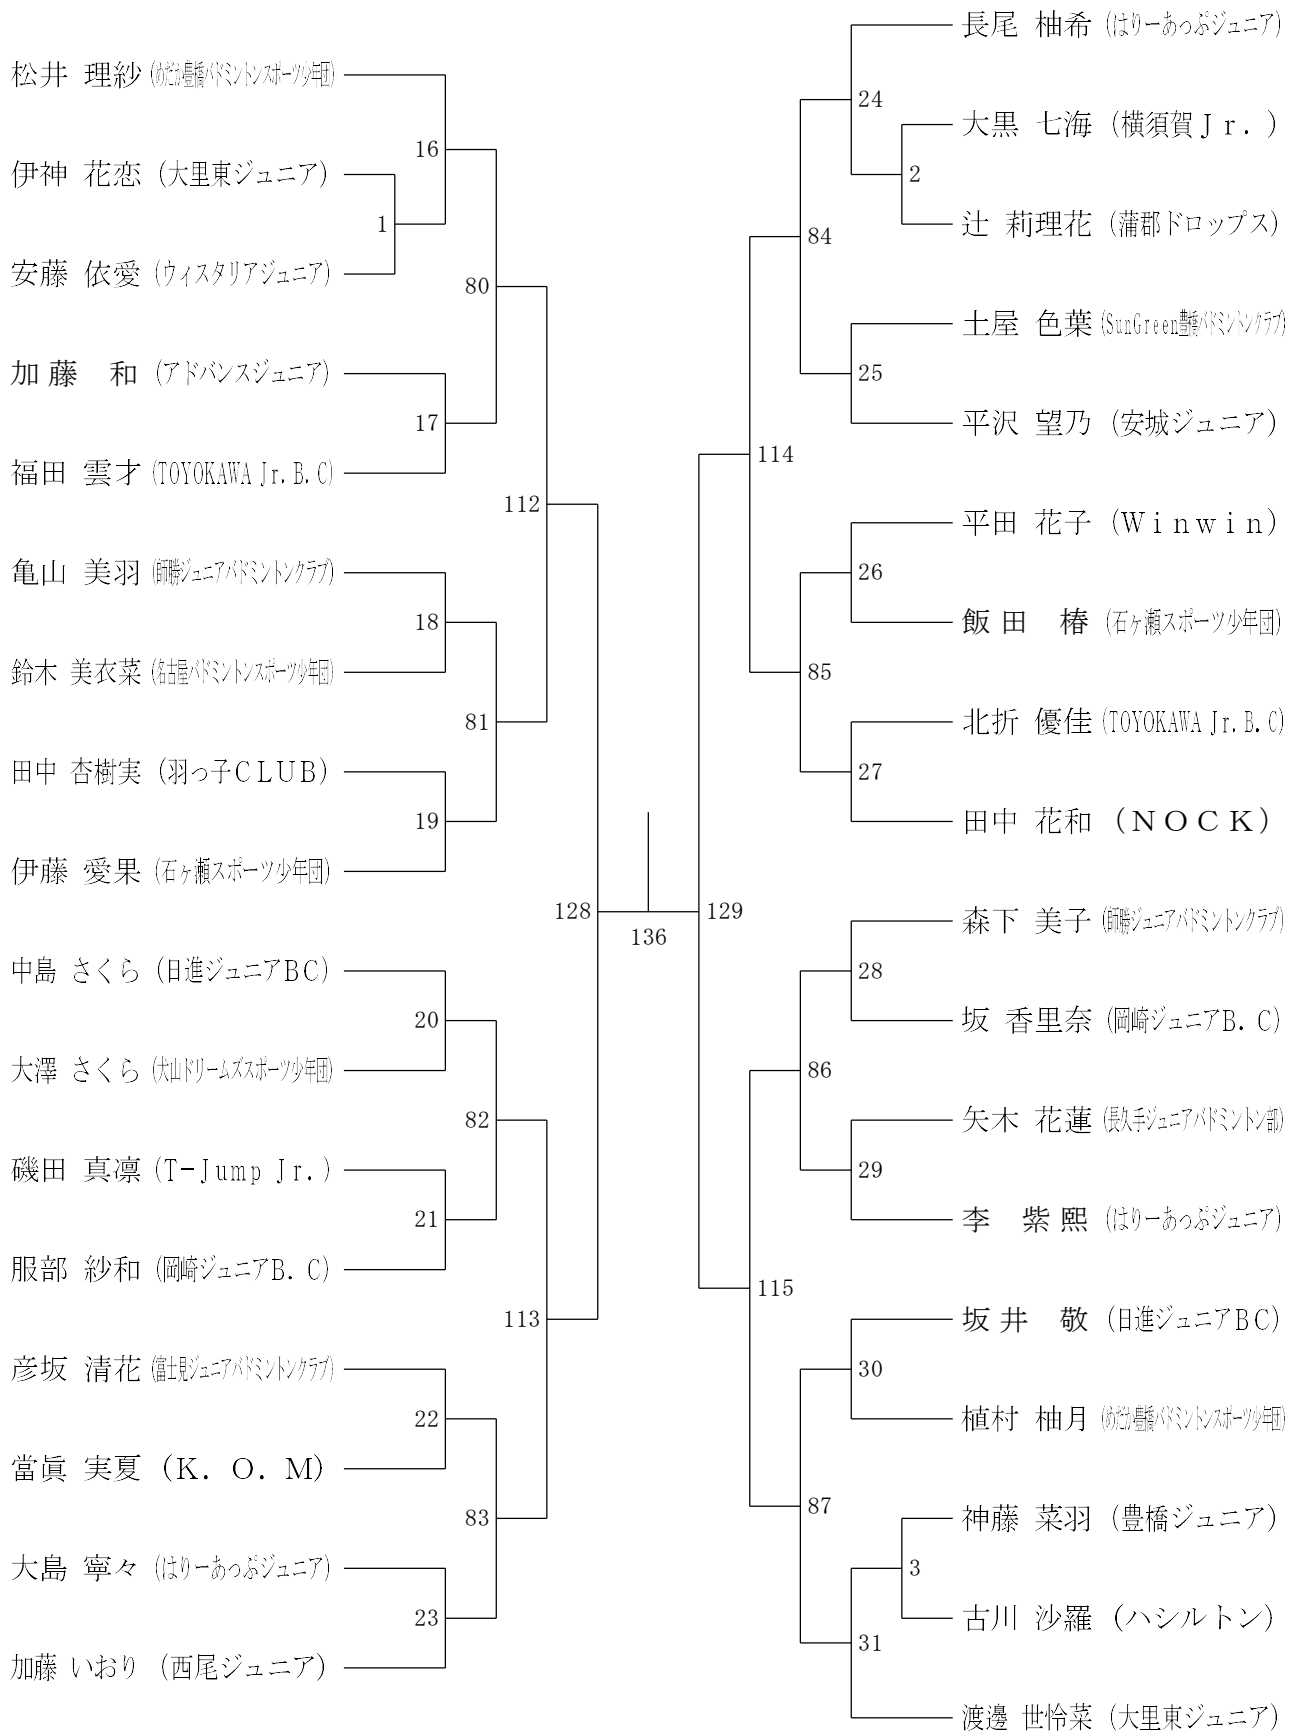 松井 理紗 (めだか豊橋バドミントンスポーツ少年団)
16
伊神 花恋 (大里東ジュニア)
1
安藤 依愛 (ウィスタリアジュニア)
80
加藤 和 (アドバンスジュニア)
17
福田 雲才 (TOYOKAWA Jr.B.C)
112
亀山 美羽 (師勝ジュニアバドミントンクラブ)
18
鈴木 美衣菜 (名古屋バドミントンスポーツ少年団)
81
田中 杏樹実 (羽っ子CLUB)
19
伊藤 愛果 (石ヶ瀬スポーツ少年団)
128
中島 さくら (日進ジュニアBC)
20
大澤 さくら (犬山ドリームズスポーツ少年団)
82
磯田 真凛 (T-Jump Jr.)
21
服部 紗和 (岡崎ジュニアB.C)
113
彦坂 清花 (富士見ジュニアバドミントンクラブ)
22
當眞 実夏 (K.O.M)
83
大島 寧々 (はりーあっぷジュニア)
23
加藤 いおり (西尾ジュニア)
136
長尾 柚希 (はりーあっぷジュニア)
24
大黒 七海 (横須賀Jr.)
2
辻 莉理花 (蒲郡ドロップス)
84
土屋 色葉 (SunGreen豊橋バドミントンクラブ)
25
平沢 望乃 (安城ジュニア)
114
平田 花子 (Winwin)
26
飯田 椿 (石ヶ瀬スポーツ少年団)
85
北折 優佳 (TOYOKAWA Jr.B.C)
27
田中 花和 (NOCK)
129
森下 美子 (師勝ジュニアバドミントンクラブ)
28
坂 香里奈 (岡崎ジュニアB.C)
86
矢木 花蓮 (長久手ジュニアバドミントン部)
29
李 紫熙 (はりーあっぷジュニア)
115
坂井 敬 (日進ジュニアBC)
30
植村 柚月 (めだか豊橋バドミントンスポーツ少年団)
87
神藤 菜羽 (豊橋ジュニア)
3
古川 沙羅 (ハシルトン)
31
渡邊 世怜菜 (大里東ジュニア)